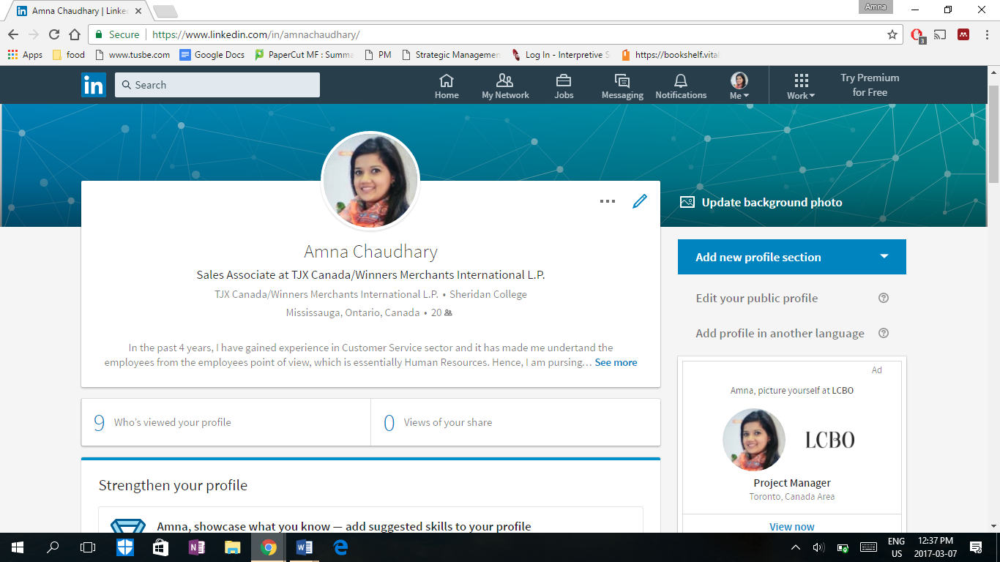 Amna Chaudhary | Linke
Amna
Secure | https://www.linkedin.com/in/amnachaudhary/
3
Apps food www.tusbe.com Google Docs PaperCut MF : Summa PM Strategic Managemen Log In - Interpretive S https://bookshelf.vital
in Search Home My Network Jobs Messaging Notifications Me Work Try Premium
for Free
Update background photo
Amna Chaudhary
Sales Associate at TJX Canada/Winners Merchants International L.P.
TJX Canada/Winners Merchants International L.P. • Sheridan College
Mississauga, Ontario, Canada • 20
In the past 4 years, I have gained experience in Customer Service sector and it has made me undertand the
employees from the employees point of view, which is essentially Human Resources. Hence, I am pursing… See more
9 Who's viewed your profile
0 Views of your share
Strengthen your profile
Amna, showcase what you know — add suggested skills to your profile
Add new profile section
Edit your public profile ?
Add profile in another language ?
Ad
Amna, picture yourself at LCBO
LCBO
Project Manager
Toronto, Canada Area
View now
ENG
US
12:37 PM
2017-03-07